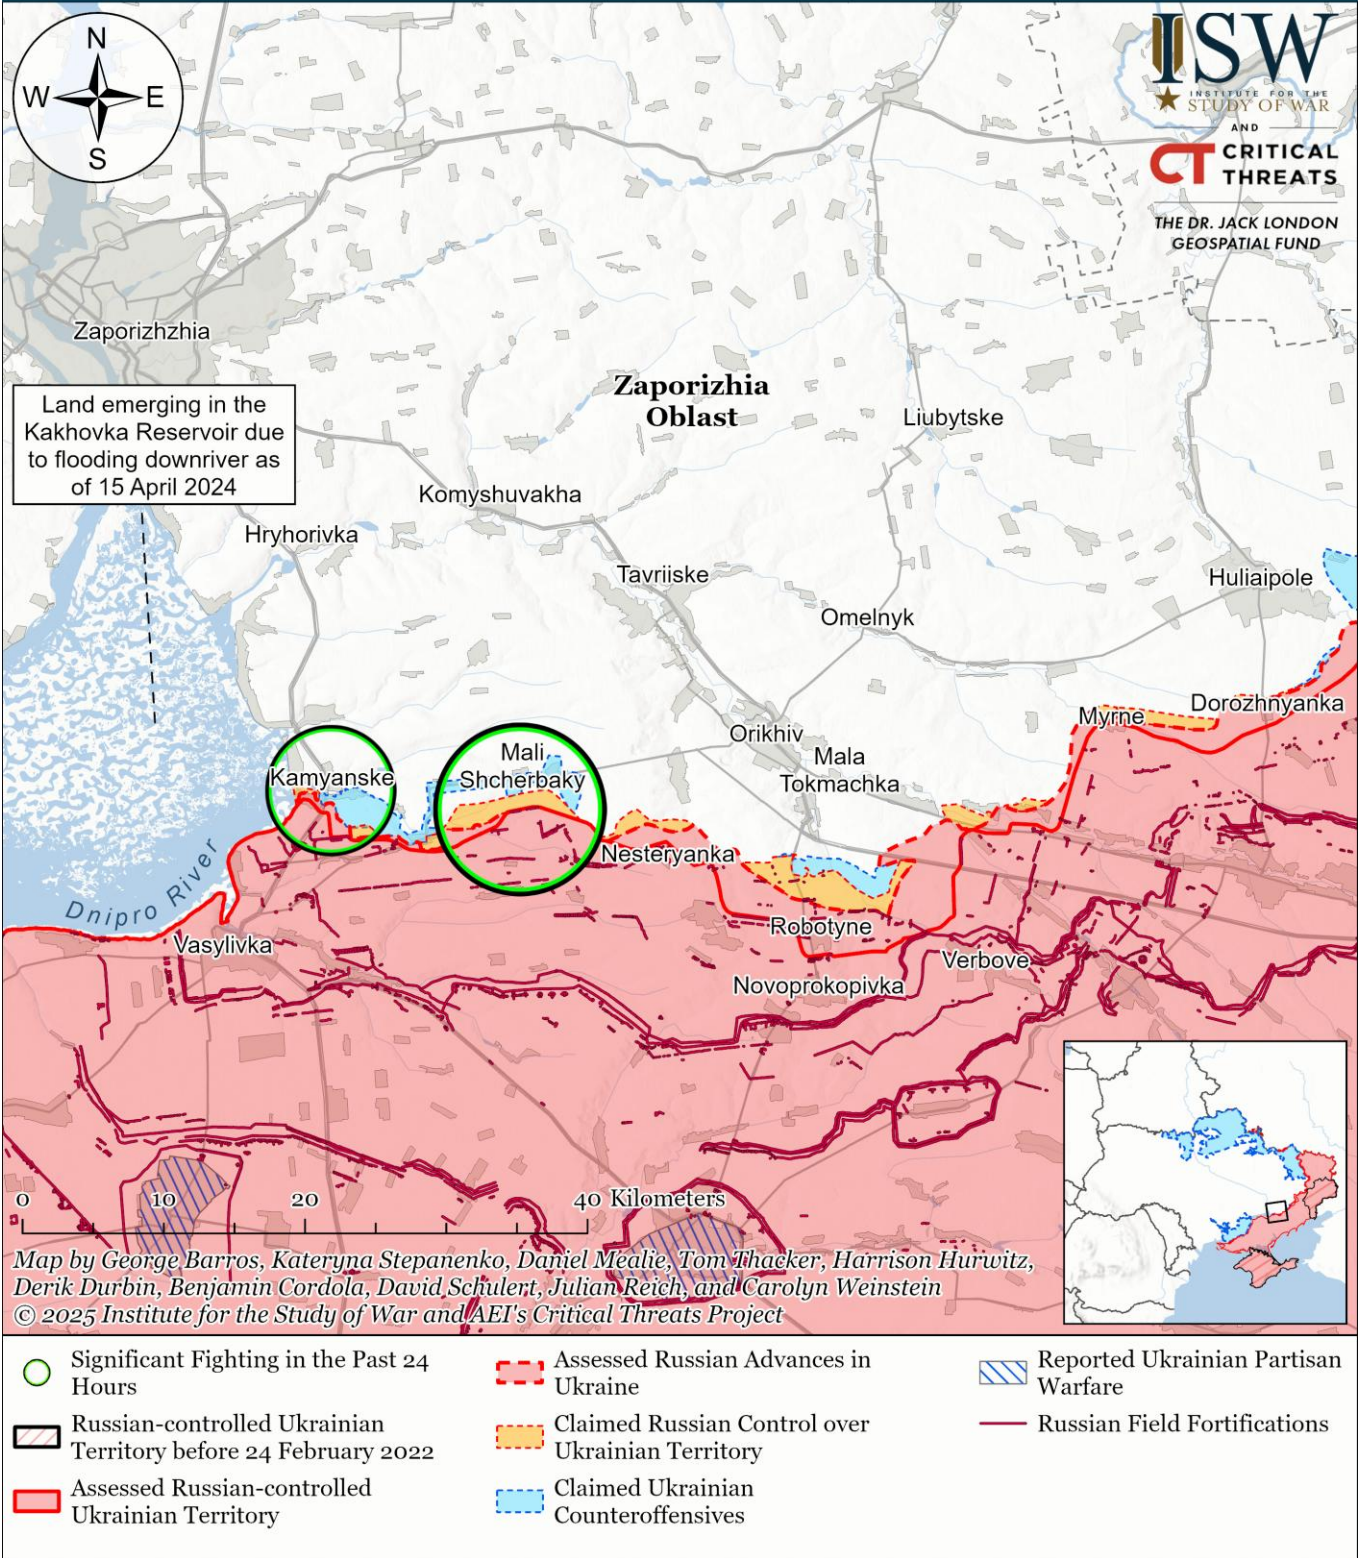 N
W
E
S
ISW
INSTITUTE FOR THE
STUDY OF WAR
AND
CT CRITICAL
THREATS
THE DR. JACK LONDON
GEOSPATIAL FUND
Zaporizhzhia
Land emerging in the
Kakhovka Reservoir due
to flooding downriver as
of 15 April 2024
Zaporizhia
Oblast
Liubytske
Komyshuvakha
Hryhorivka
Tavriiske
Huliaipole
Omelnyk
Dorozhnyanka
Myrne
Orikhiv
Mali
Shcherbaky
Mala
Tokmachka
Kamyanske
Nesteryanka
Dnipro River
Robotyne
Vasylivka
Verbove
Novoprokopivka
0 10 20 40 Kilometers
Map by George Barros, Kateryna Stepanenko, Daniel Mealie, Tom Thacker, Harrison Hurwitz,
Derik Durbin, Benjamin Cordola, David Schulert, Julian Reich, and Carolyn Weinstein
© 2025 Institute for the Study of War and AEI's Critical Threats Project
Significant Fighting in the Past 24
Hours
Russian-controlled Ukrainian
Territory before 24 February 2022
Assessed Russian-controlled
Ukrainian Territory
Assessed Russian Advances in
Ukraine
Claimed Russian Control over
Ukrainian Territory
Claimed Ukrainian
Counteroffensives
Reported Ukrainian Partisan
Warfare
Russian Field Fortifications